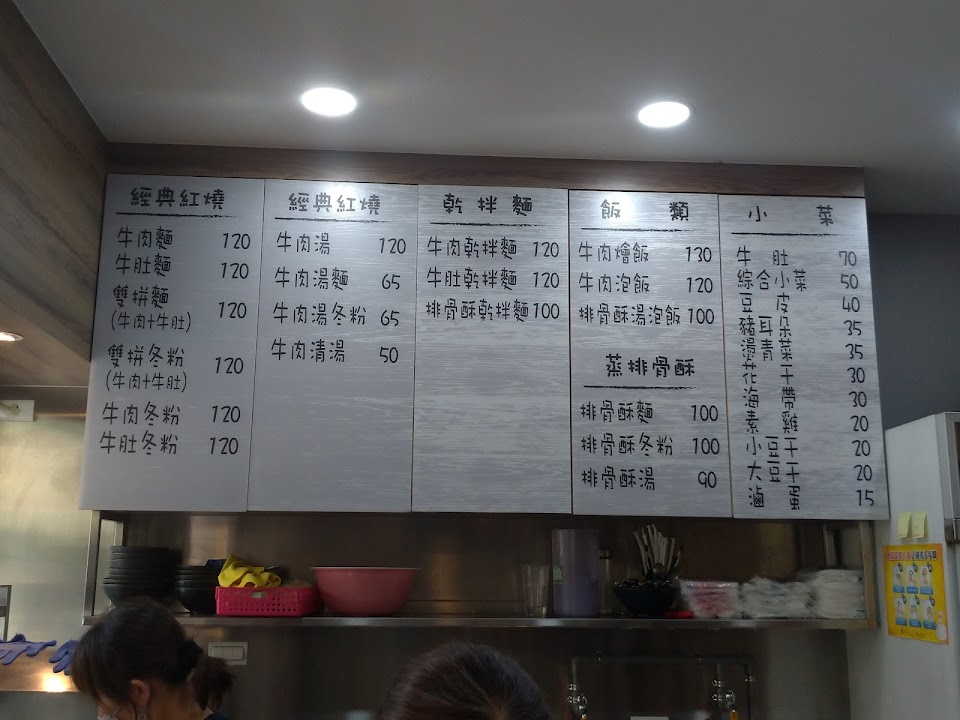 經典紅燒
牛肉麵 120
牛肚麵 120
雙拼麵 120
(牛肉+牛肚)
雙拼冬粉 120
(牛肉+牛肚)
牛肉冬粉 120
牛肚冬粉 120
經典紅燒
牛肉湯 120
牛肉湯麵 65
牛肉湯冬粉 65
牛肉清湯 50
乾拌麵
牛肉乾拌麵 120
牛肚乾拌麵 120
排骨酥乾拌麵 100
飯類
牛肉燴飯 130
牛肉泡飯 120
排骨酥湯泡飯 100
蒸排骨酥
排骨酥麵 100
排骨酥冬粉 100
排骨酥湯 90
小菜
牛肚 70
綜合小菜 50
豆皮 40
豬耳朵 35
燙青菜 35
花干 30
海帶 30
素雞 20
小豆干 20
大豆干 20
滷蛋 15